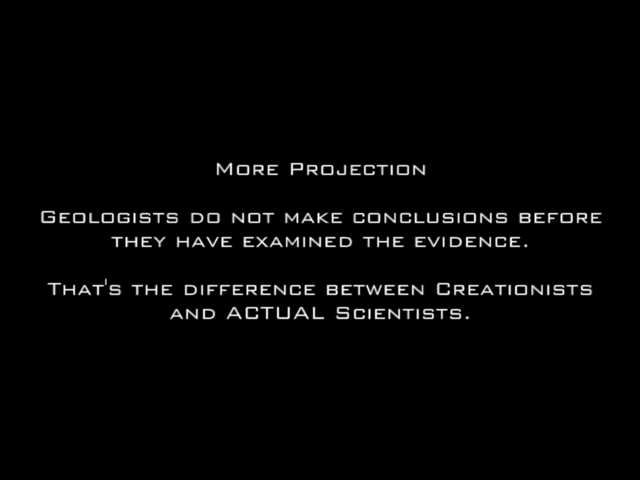 More Projection
Geologists do not make conclusions before
they have examined the evidence.
That's the difference between Creationists
and ACTUAL Scientists.